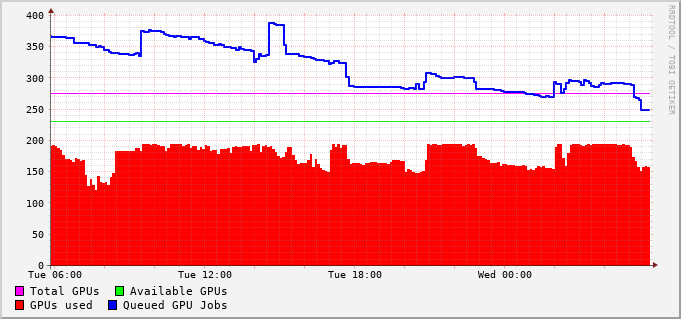 400
350
300
250
200
150
100
50
0
Tue 06:00 Tue 12:00 Tue 18:00 Wed 00:00
Total GPUs Available GPUs
GPUs used Queued GPU Jobs
RRDTOOL / TOBI OETIKER